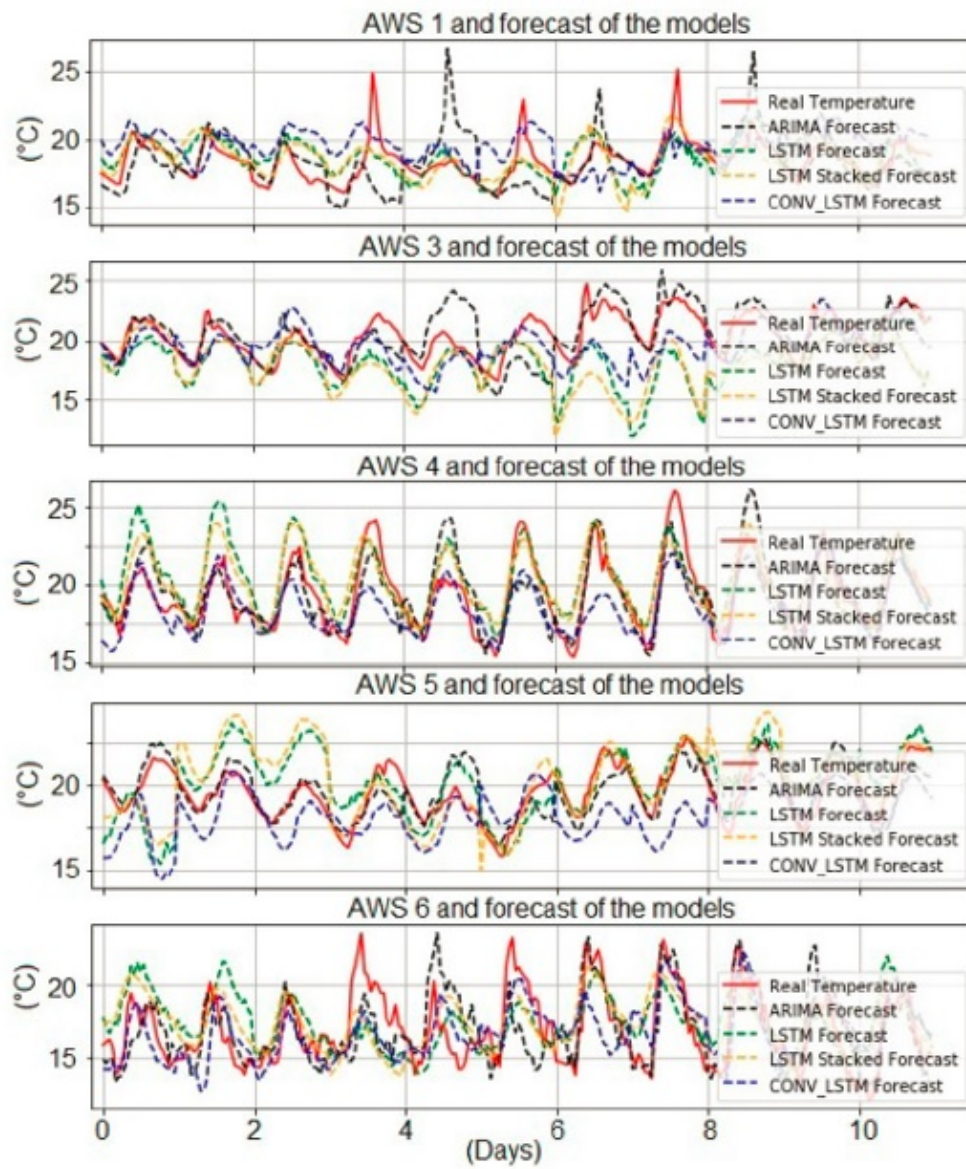 AWS 1 and forecast of the models
25
20
15
(°C)
Real Temperature
ARIMA Forecast
LSTM Forecast
LSTM Stacked Forecast
CONV_LSTM Forecast
AWS 3 and forecast of the models
25
20
15
(°C)
Real Temperature
ARIMA Forecast
LSTM Forecast
LSTM Stacked Forecast
CONV_LSTM Forecast
AWS 4 and forecast of the models
25
20
15
(°C)
Real Temperature
ARIMA Forecast
LSTM Forecast
LSTM Stacked Forecast
CONV_LSTM Forecast
AWS 5 and forecast of the models
20
15
(°C)
Real Temperature
ARIMA Forecast
LSTM Forecast
LSTM Stacked Forecast
CONV_LSTM Forecast
AWS 6 and forecast of the models
20
15
(°C)
Real Temperature
ARIMA Forecast
LSTM Forecast
LSTM Stacked Forecast
CONV_LSTM Forecast
0 2 4 6 8 10
(Days)